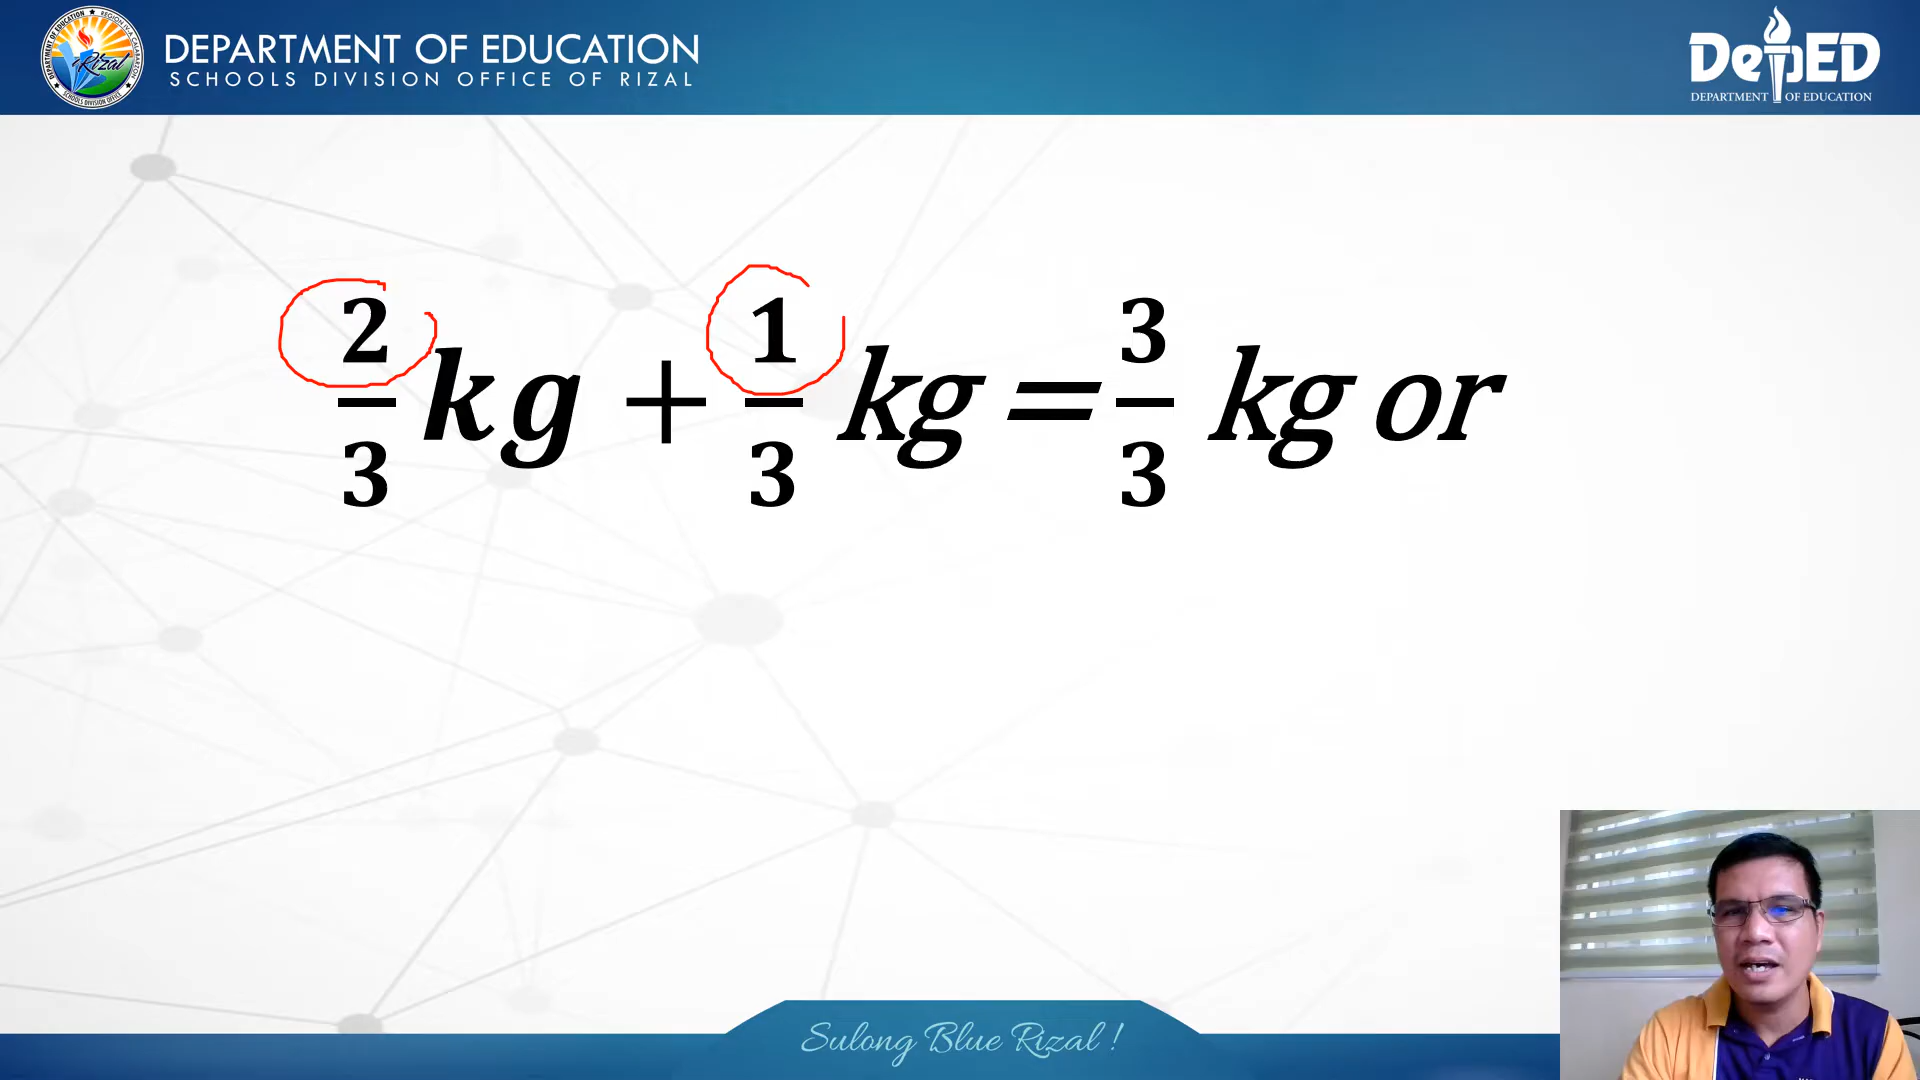 DEPARTMENT OF EDUCATION
SCHOOLS DIVISION OFFICE OF RIZAL
DepED
DEPARTMENT OF EDUCATION
Rizal
2/3 kg + 1/3 kg = 3/3 kg or
Sulong Blue Rizal !